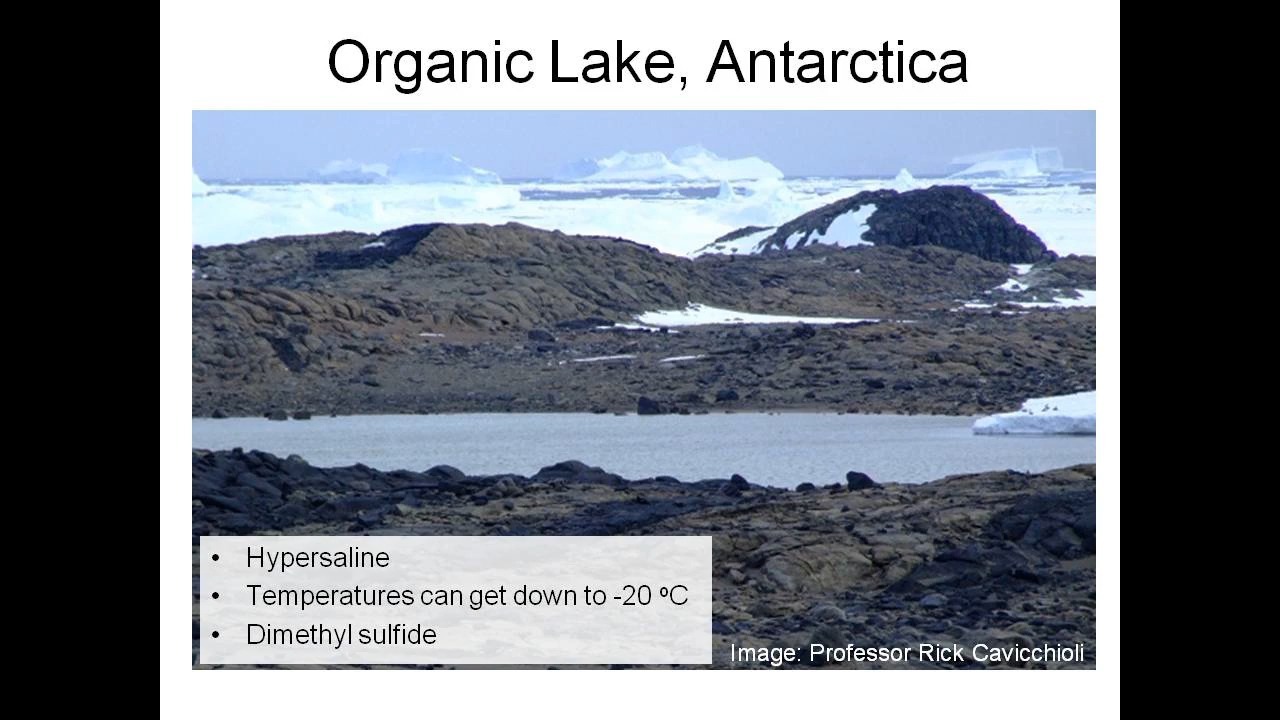 Organic Lake, Antarctica
• Hypersaline
• Temperatures can get down to -20 ºC
• Dimethyl sulfide
Image: Professor Rick Cavicchioli